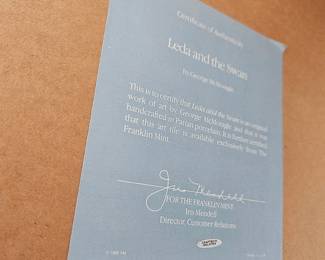 Certificate of Authenticity
Leda and the Swan
by George McMonigle
This is to certify that Leda and the Swan is an original
work of art by George McMonigle and that it was
handcrafted in Parian porcelain. It is further certified
that this art tile is available exclusively from The
Franklin Mint.
Iris Mendell
FOR THE FRANKLIN MINT
Iris Mendell
Director, Customer Relations